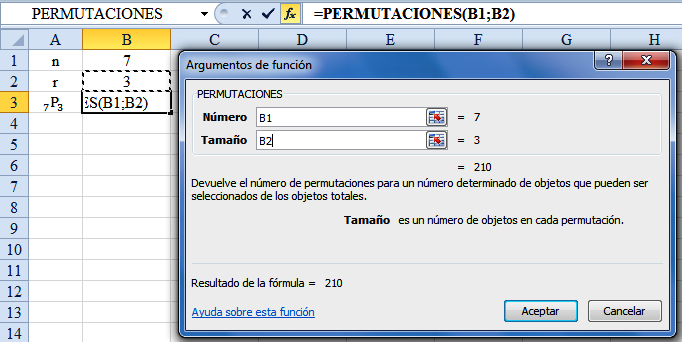 PERMUTACIONES =PERMUTACIONES(B1;B2)
A B C D E F G H
1 n 7
2 r 3
3 ₇P₃ ES(B1;B2)
4
5
6
7
8
9
10
11
12
13
14
Argumentos de función
PERMUTACIONES
Número B1 = 7
Tamaño B2 = 3
= 210
Devuelve el número de permutaciones para un número determinado de objetos que pueden ser
seleccionados de los objetos totales.
Tamaño es un número de objetos en cada permutación.
Resultado de la fórmula = 210
Ayuda sobre esta función Aceptar Cancelar